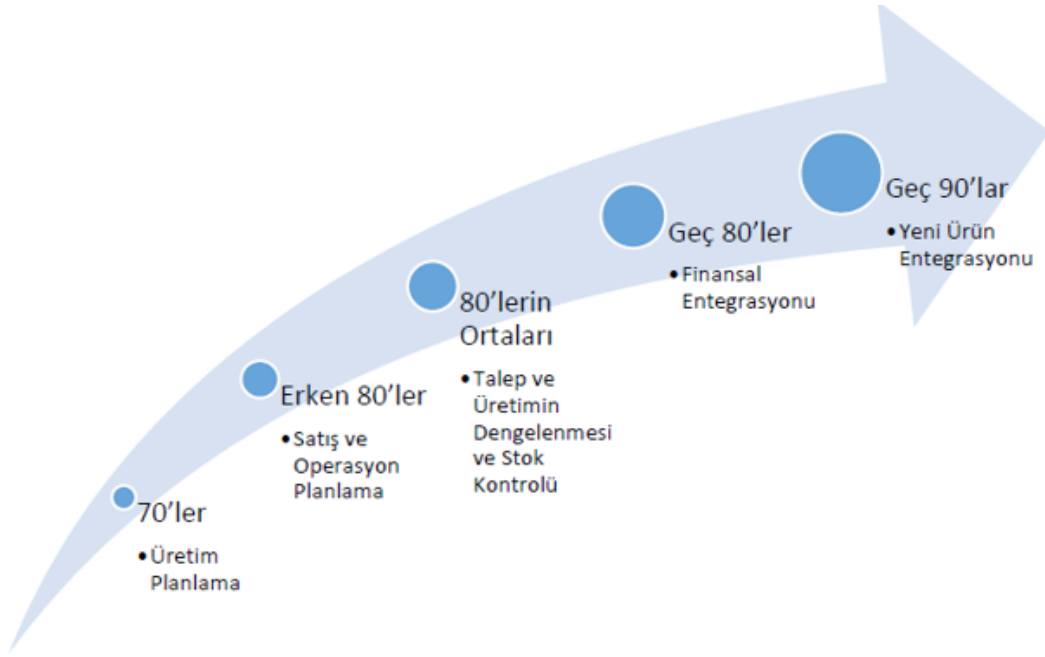 70’ler
•Üretim
Planlama
Erken 80’ler
•Satış ve
Operasyon
Planlama
80’lerin
Ortaları
•Talep ve
Üretimin
Dengelenmesi
ve Stok
Kontrolü
Geç 80’ler
•Finansal
Entegrasyonu
Geç 90’lar
•Yeni Ürün
Entegrasyonu